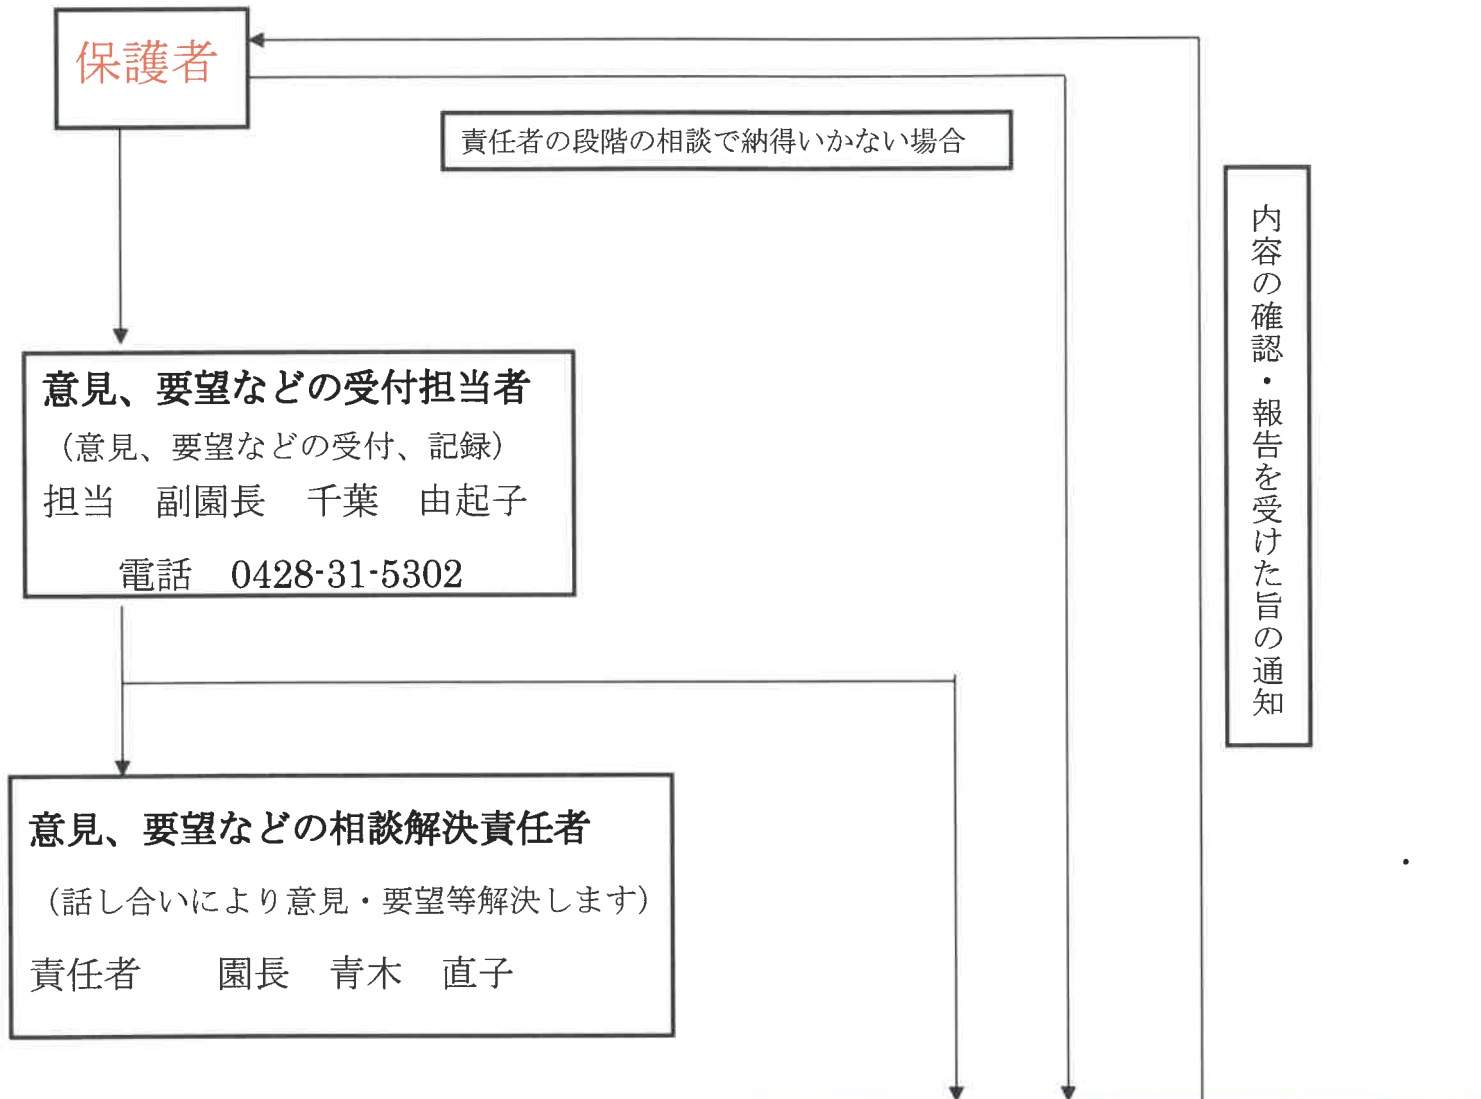 保護者
責任者の段階の相談で納得いかない場合
内容の確認・報告を受けた旨の通知
意見、要望などの受付担当者
（意見、要望などの受付、記録）
担当　副園長　千葉　由起子
電話　0428-31-5302
意見、要望などの相談解決責任者
（話し合いにより意見・要望等解決します）
責任者　　園長　青木　直子